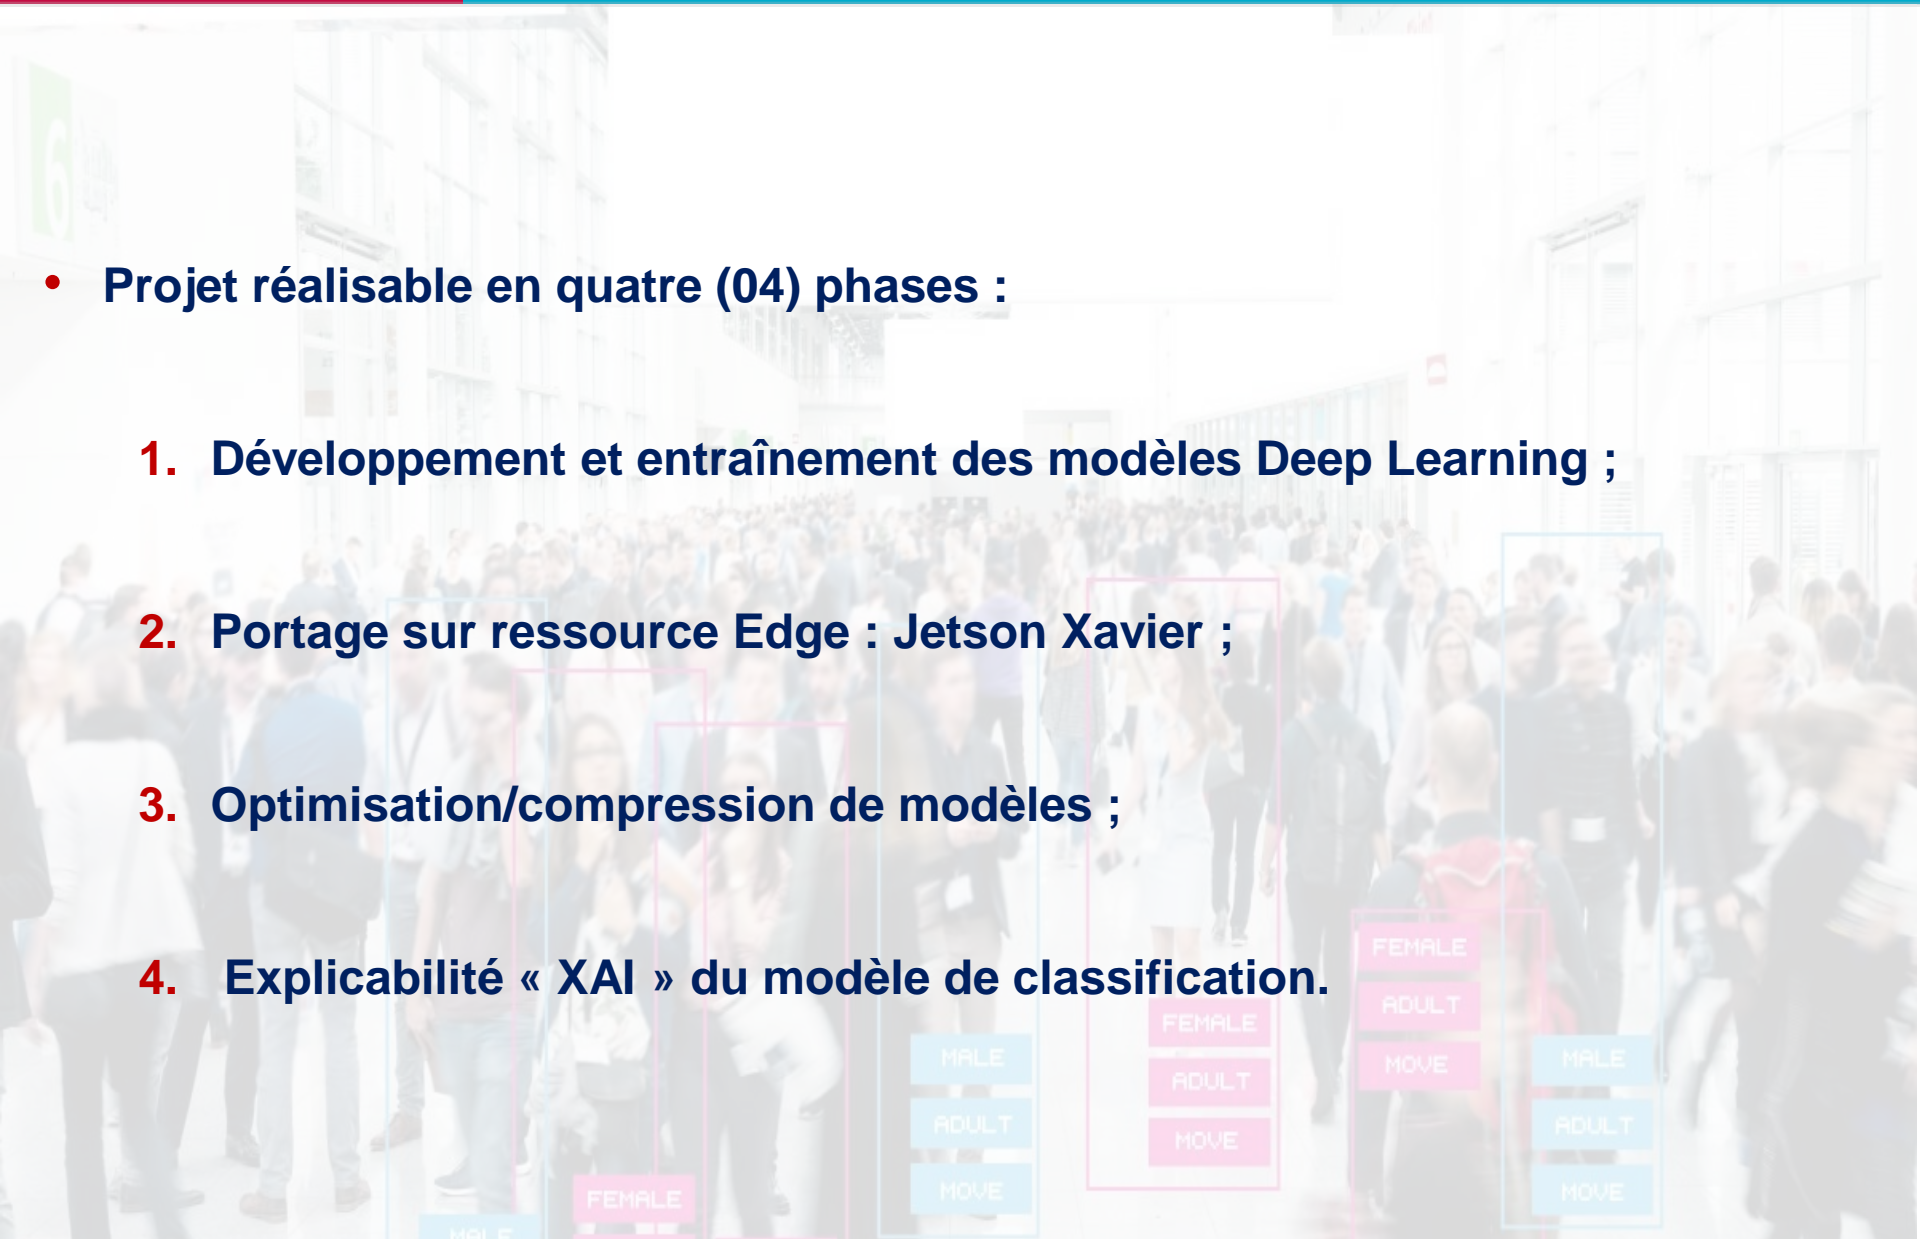 • Projet réalisable en quatre (04) phases :
1. Développement et entraînement des modèles Deep Learning ;
2. Portage sur ressource Edge : Jetson Xavier ;
3. Optimisation/compression de modèles ;
4. Explicabilité « XAI » du modèle de classification.
6
FEMALE
ADULT
MOVE
FEMALE
ADULT
MOVE
MALE
ADULT
MOVE
MALE
ADULT
MOVE
FEMALE
MALE